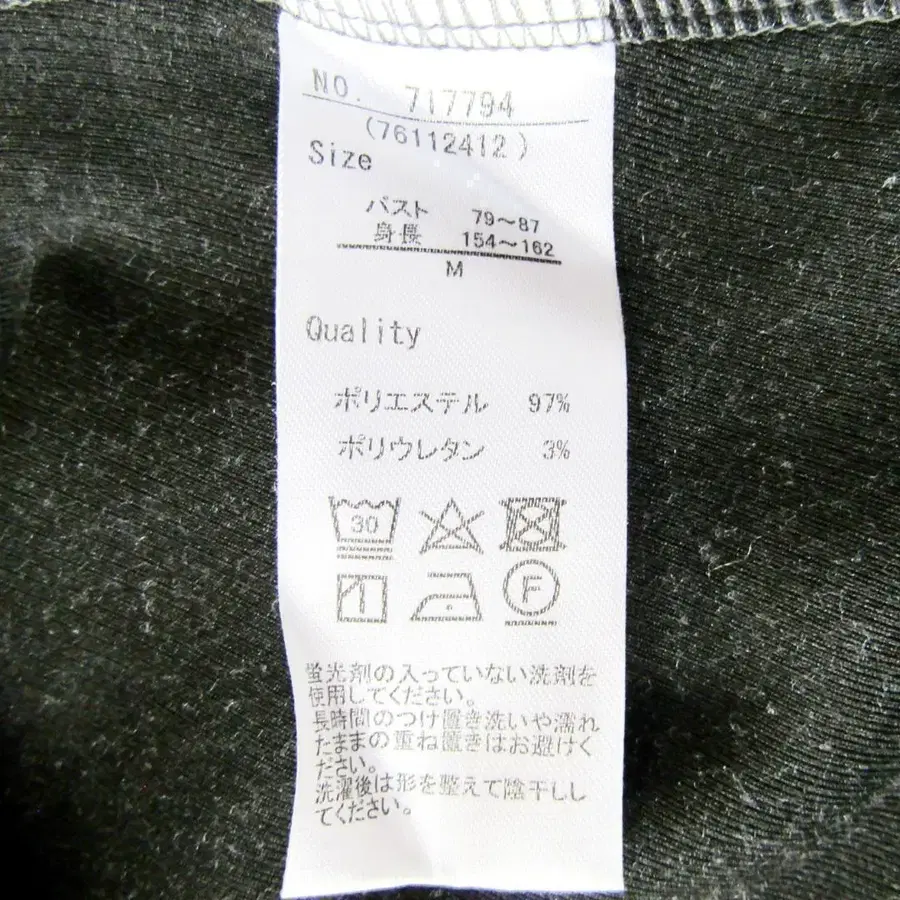 NO. 717794
(76112412)
Size
バスト 79～87
身長 154～162
M
Quality
ポリエステル 97%
ポリウレタン 3%
30
F
蛍光剤の入っていない洗剤を
使用してください。
長時間のつけ置き洗いや濡れ
たままの重ね置きはお避けく
ださい。
洗濯後は形を整えて陰干しし
てください。